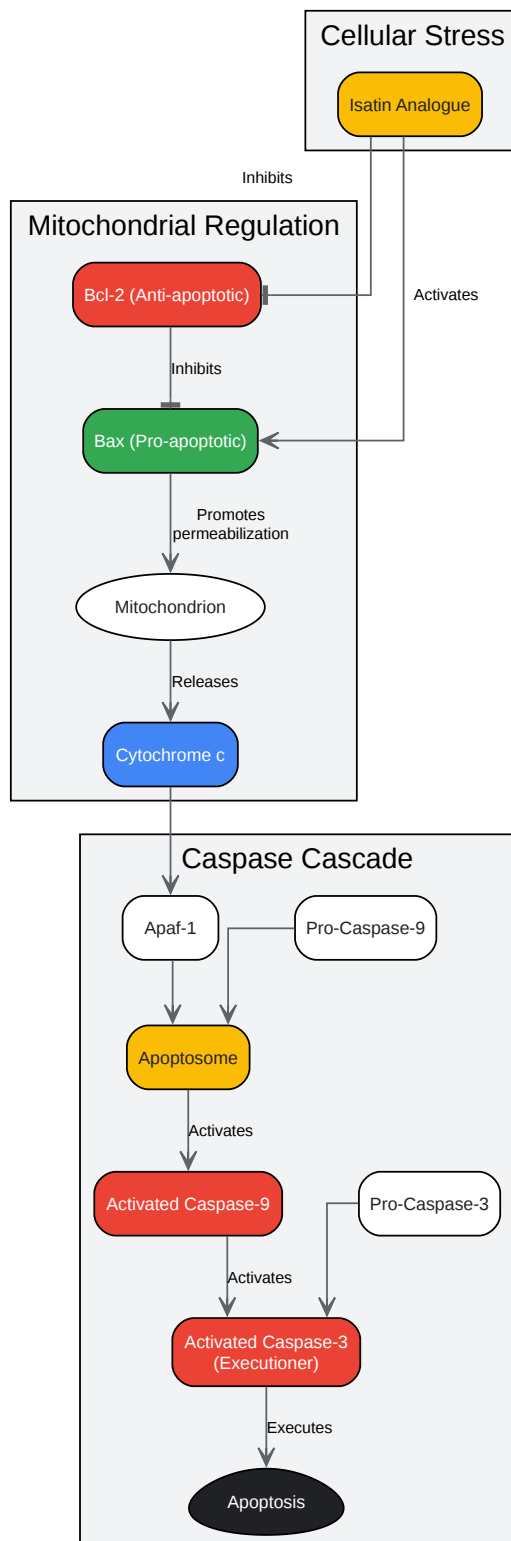 Cellular Stress
Isatin Analogue
Inhibits
Mitochondrial Regulation
Bcl-2 (Anti-apoptotic)
Activates
Inhibits
Bax (Pro-apoptotic)
Promotes
permeabilization
Mitochondrion
Releases
Cytochrome c
Caspase Cascade
Apaf-1
Pro-Caspase-9
Apoptosome
Activates
Activated Caspase-9
Pro-Caspase-3
Activates
Activated Caspase-3
(Executioner)
Executes
Apoptosis